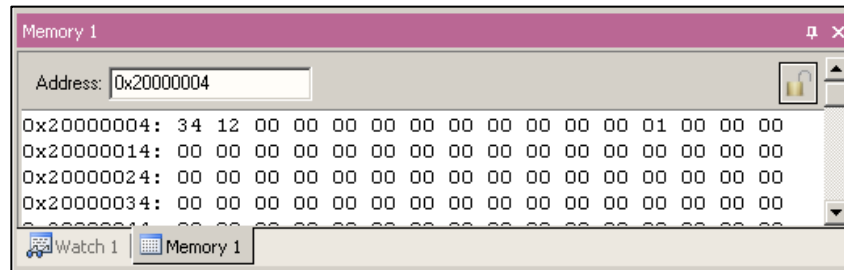 Memory 1
Address: 0x20000004
0x20000004: 34 12 00 00 00 00 00 00 00 00 00 00 01 00 00 00
0x20000014: 00 00 00 00 00 00 00 00 00 00 00 00 00 00 00 00
0x20000024: 00 00 00 00 00 00 00 00 00 00 00 00 00 00 00 00
0x20000034: 00 00 00 00 00 00 00 00 00 00 00 00 00 00 00 00
Watch 1 Memory 1